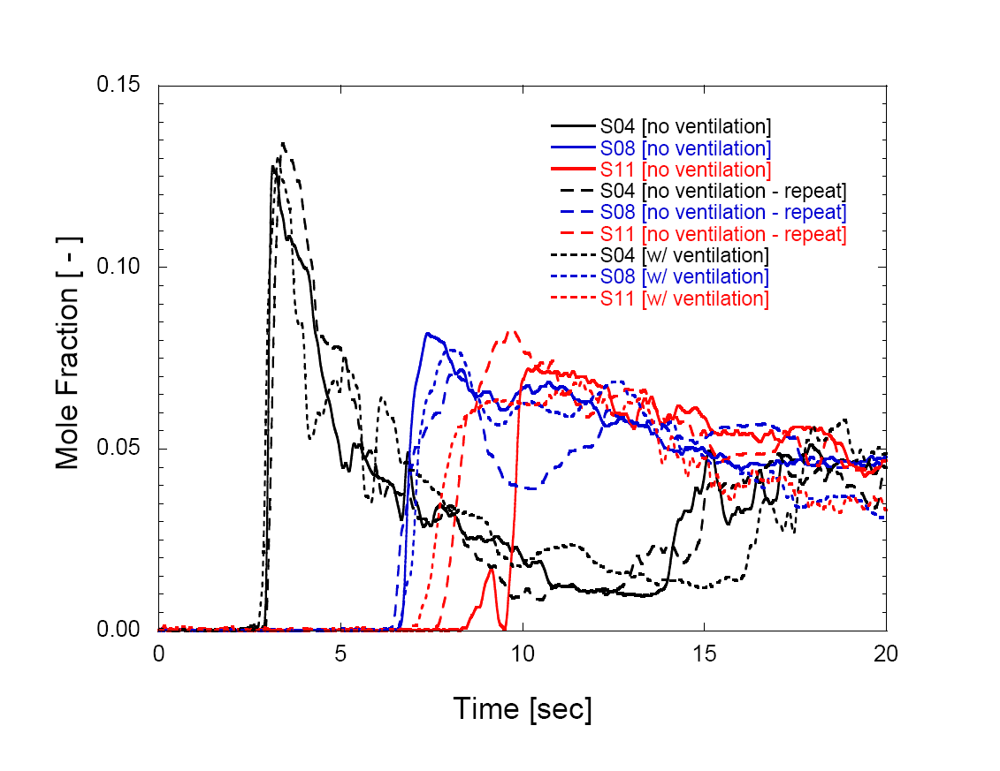 0.15
0.10
0.05
0.00
Mole Fraction [ - ]
S04 [no ventilation]
S08 [no ventilation]
S11 [no ventilation]
S04 [no ventilation - repeat]
S08 [no ventilation - repeat]
S11 [no ventilation - repeat]
S04 [w/ ventilation]
S08 [w/ ventilation]
S11 [w/ ventilation]
0 5 10 15 20
Time [sec]